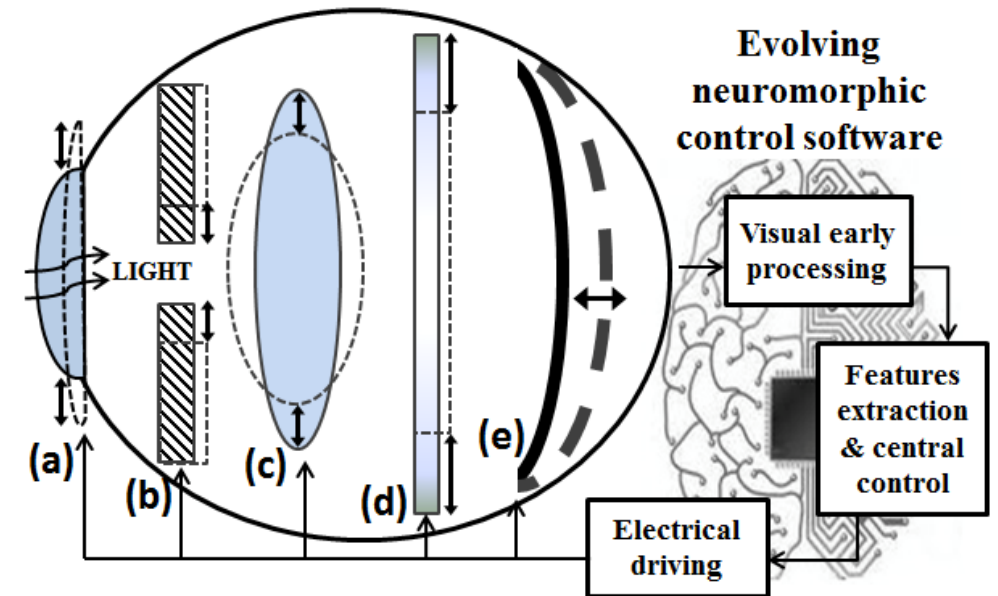 Evolving
neuromorphic
control software
LIGHT
Visual early
processing
Features
extraction
& central
control
Electrical
driving
(a)
(b)
(c)
(d)
(e)